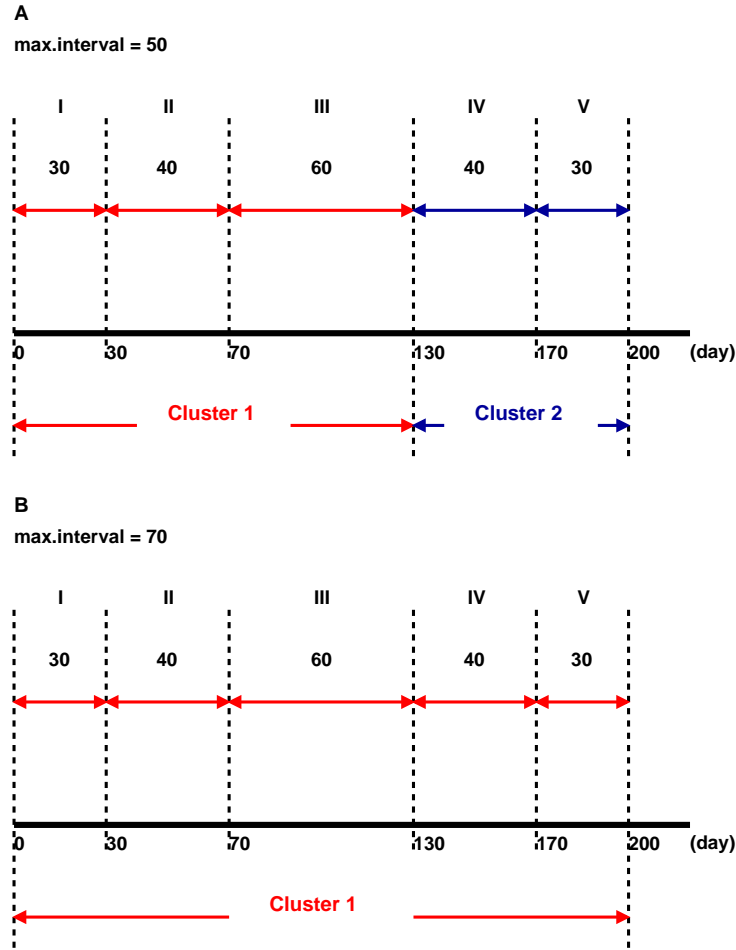 A
max.interval = 50
I II III IV V
30 40 60 40 30
0 30 70 130 170 200 (day)
Cluster 1 Cluster 2
B
max.interval = 70
I II III IV V
30 40 60 40 30
0 30 70 130 170 200 (day)
Cluster 1